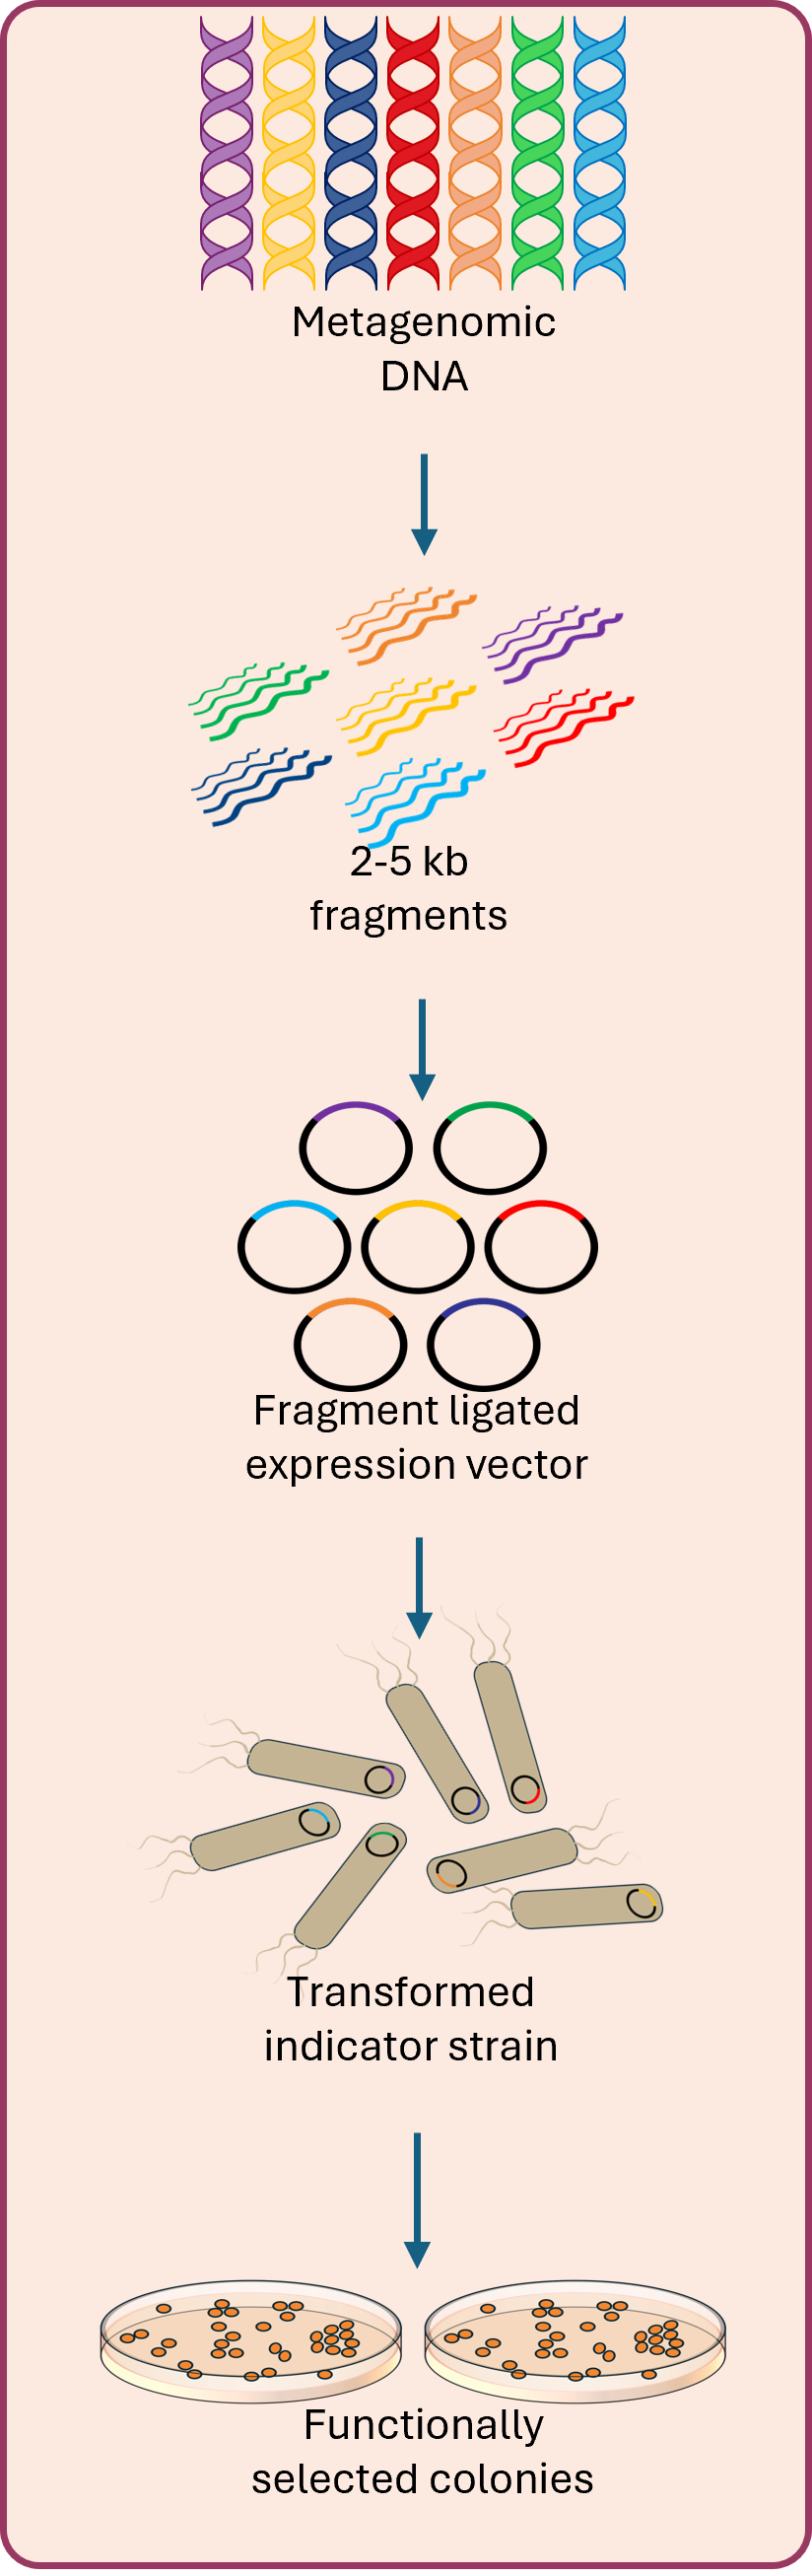 Metagenomic
DNA
2-5 kb
fragments
Fragment ligated
expression vector
Transformed
indicator strain
Functionally
selected colonies